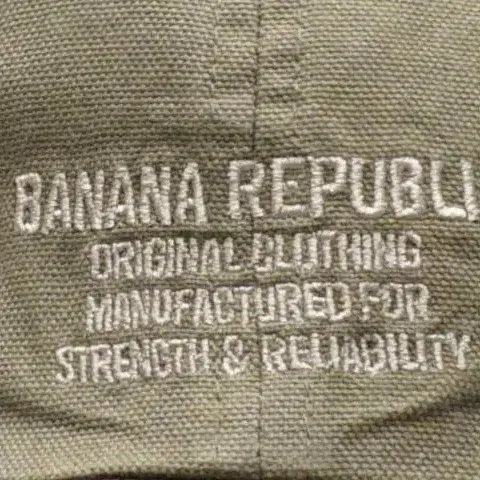 BANANA REPUBLI
ORIGINAL CLOTHING
MANUFACTURED FOR
STRENGTH & RELIABILITY